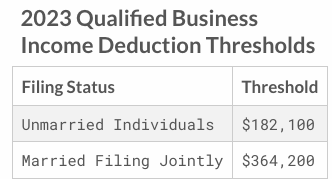 2023 Qualified Business
Income Deduction Thresholds
Filing Status Threshold
Unmarried Individuals $182,100
Married Filing Jointly $364,200